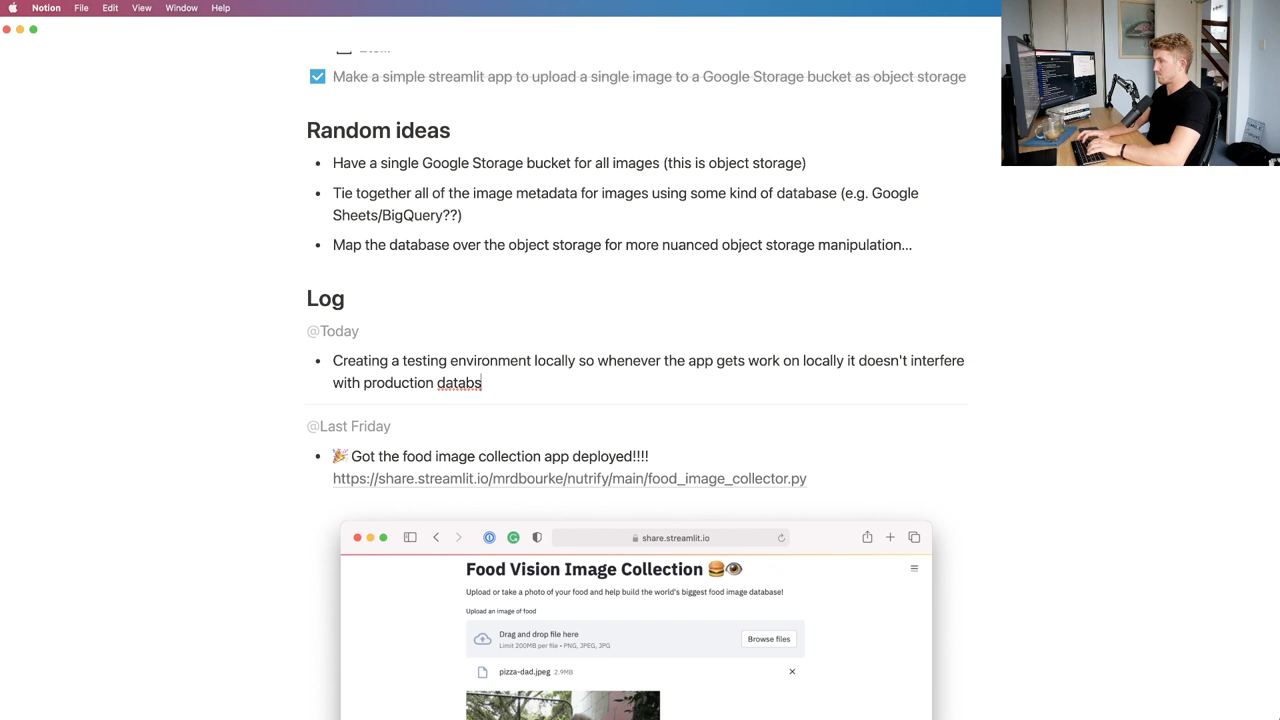 Notion File Edit View Window Help
Make a simple streamlit app to upload a single image to a Google Storage bucket as object storage
Random ideas
Have a single Google Storage bucket for all images (this is object storage)
Tie together all of the image metadata for images using some kind of database (e.g. Google
Sheets/BigQuery??)
Map the database over the object storage for more nuanced object storage manipulation...
Log
@Today
Creating a testing environment locally so whenever the app gets work on locally it doesn't interfere
with production databs
@Last Friday
🎉 Got the food image collection app deployed!!!!
https://share.streamlit.io/mrdbourke/nutrify/main/food_image_collector.py
share.streamlit.io
Food Vision Image Collection 🍔👁
Upload or take a photo of your food and help build the world's biggest food image database!
Upload an image of food
Drag and drop file here
Limit 200MB per file • PNG, JPEG, JPG
Browse files
pizza-dad.jpeg 2.9MB